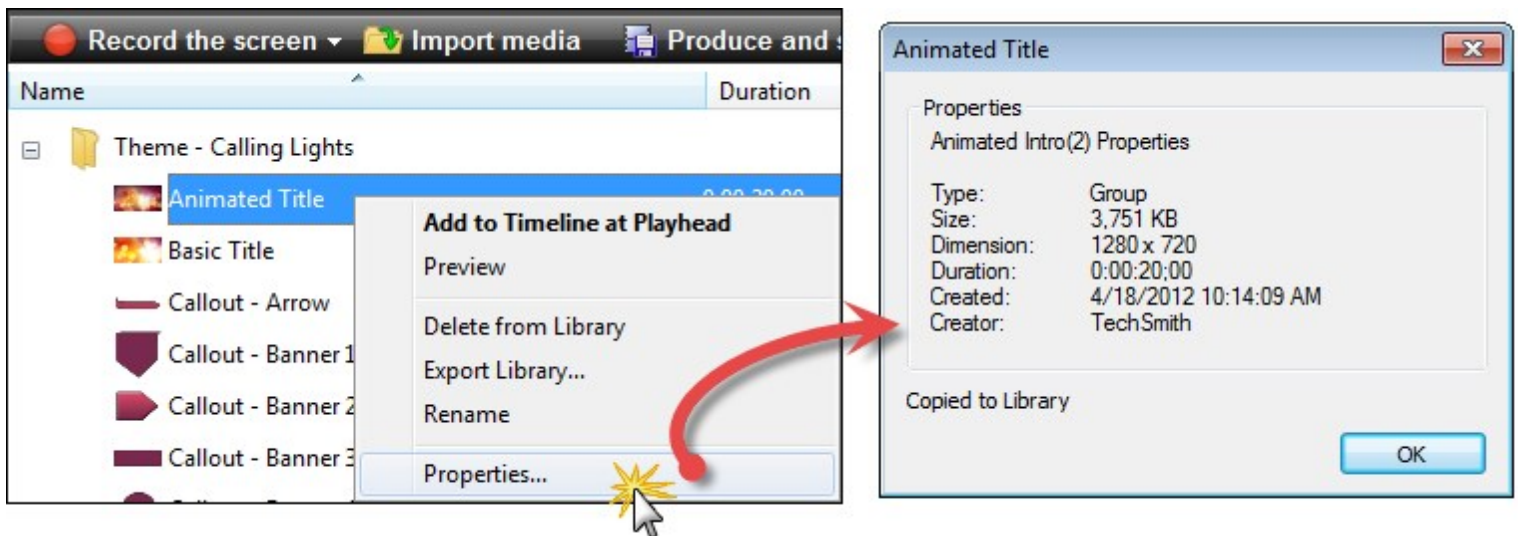 Record the screen Import media Produce and
Name Duration
Theme - Calling Lights
Animated Title
Basic Title
Callout - Arrow
Callout - Banner 1
Callout - Banner 2
Callout - Banner 3
Add to Timeline at Playhead
Preview
Delete from Library
Export Library...
Rename
Properties...
Animated Title
Properties
Animated Intro(2) Properties
Type: Group
Size: 3,751 KB
Dimension: 1280 x 720
Duration: 0:00:20;00
Created: 4/18/2012 10:14:09 AM
Creator: TechSmith
Copied to Library
OK